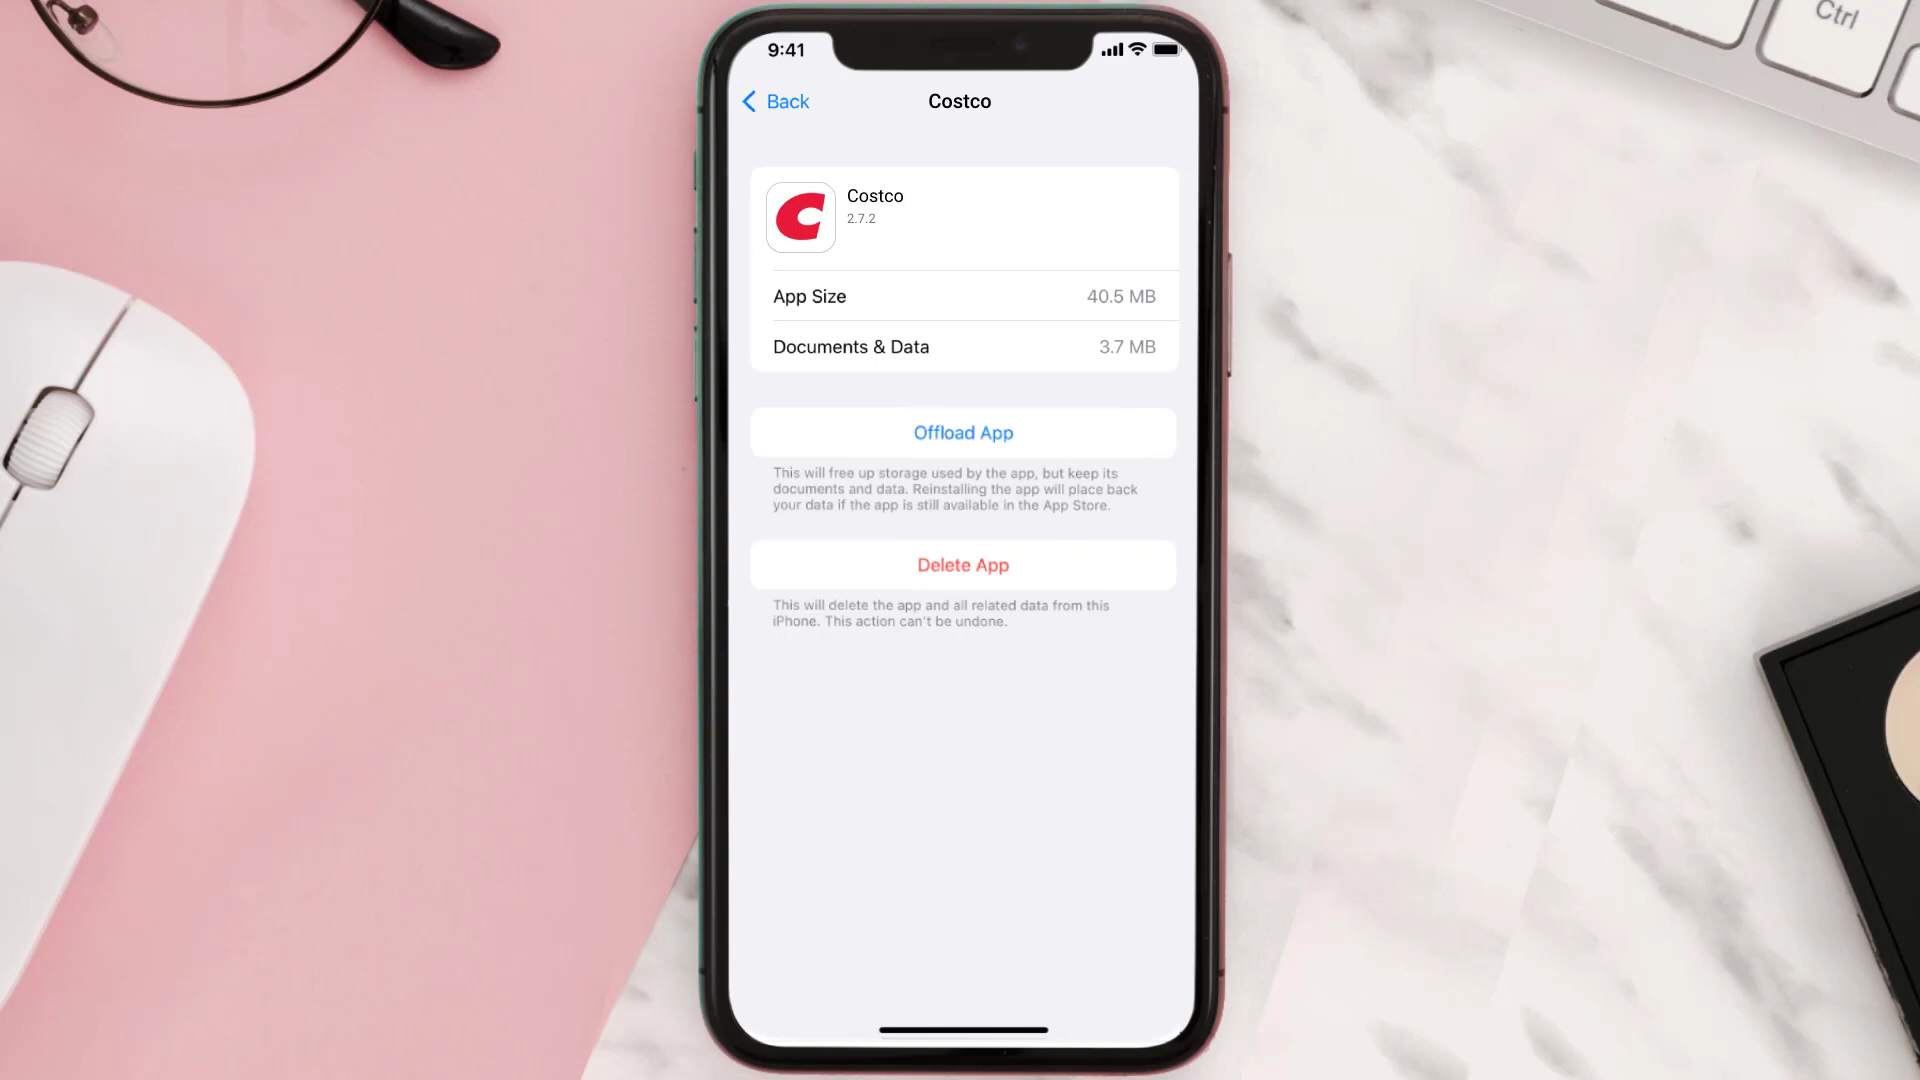 Ctrl
9:41
Back
Costco
Costco
2.7.2
App Size 40.5 MB
Documents & Data 3.7 MB
Offload App
This will free up storage used by the app, but keep its
documents and data. Reinstalling the app will place back
your data if the app is still available in the App Store.
Delete App
This will delete the app and all related data from this
iPhone. This action can't be undone.